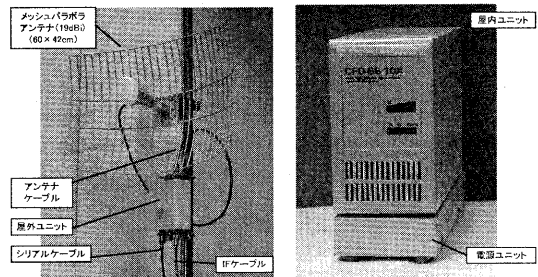 メッシュパラボラ
アンテナ(19dBi)
(60×42cm)
アンテナ
ケーブル
屋外ユニット
シリアルケーブル
IFケーブル
屋内ユニット
電源ユニット